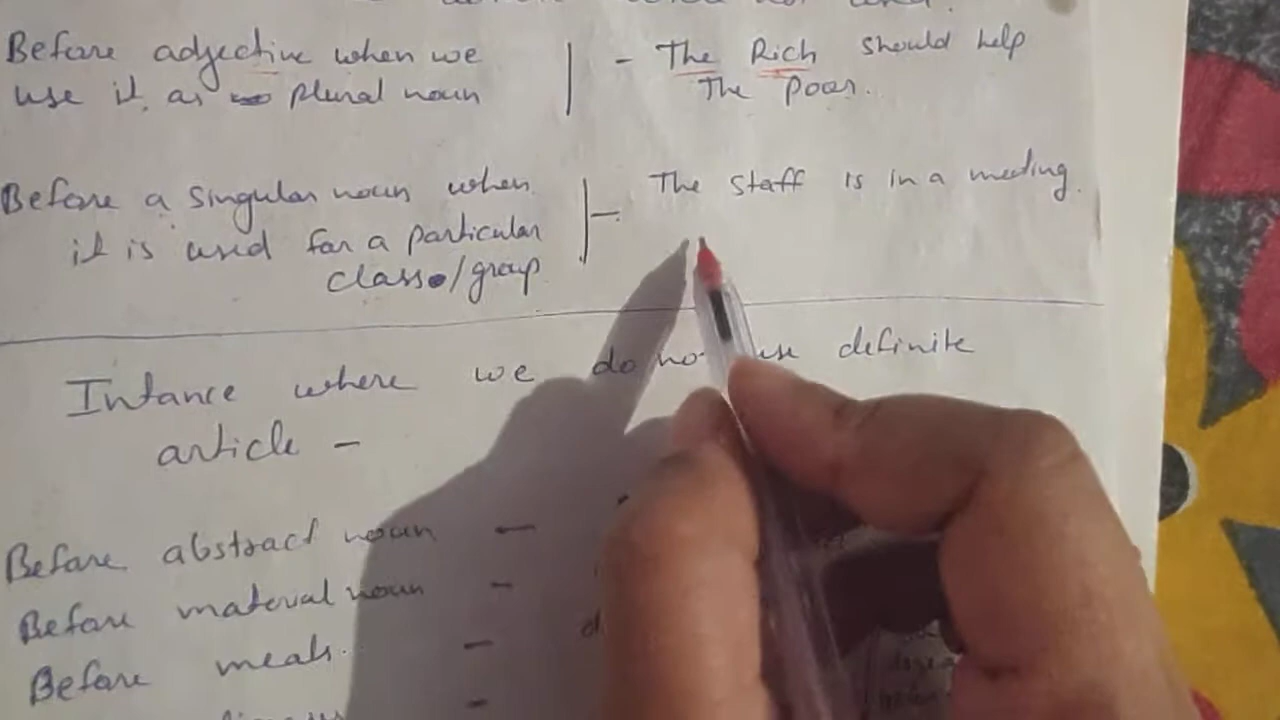 Before adjective when we
use it as plural noun
- The Rich should help
The poor.
Before a singular noun when
it is used for a particular
class/group
- The staff is in a meeting.
Intance where we do not use definite
article -
Before abstract noun -
Before material noun -
Before meals. -